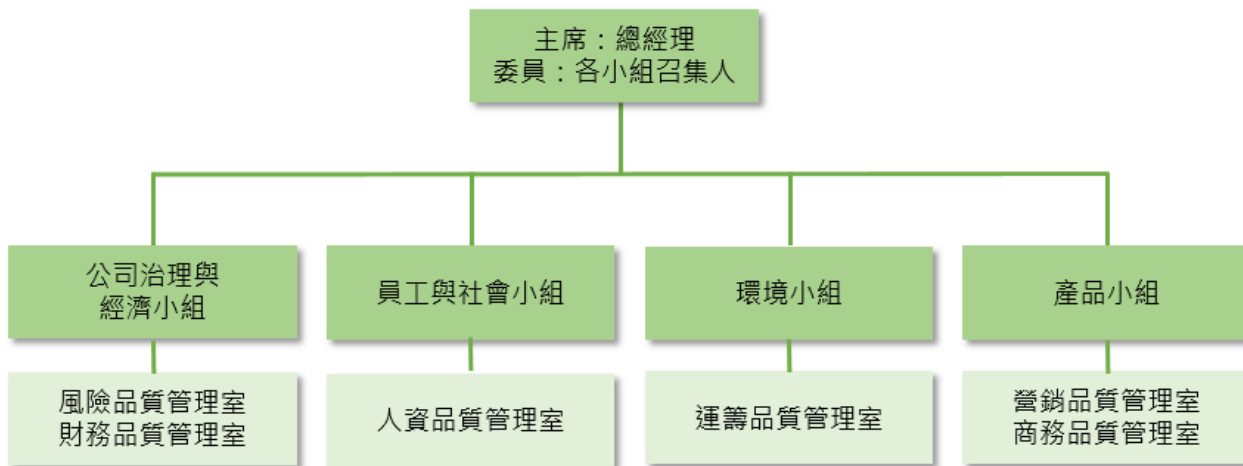 主席：總經理
委員：各小組召集人
公司治理與
經濟小組
員工與社會小組
環境小組
產品小組
風險品質管理室
財務品質管理室
人資品質管理室
運籌品質管理室
營銷品質管理室
商務品質管理室